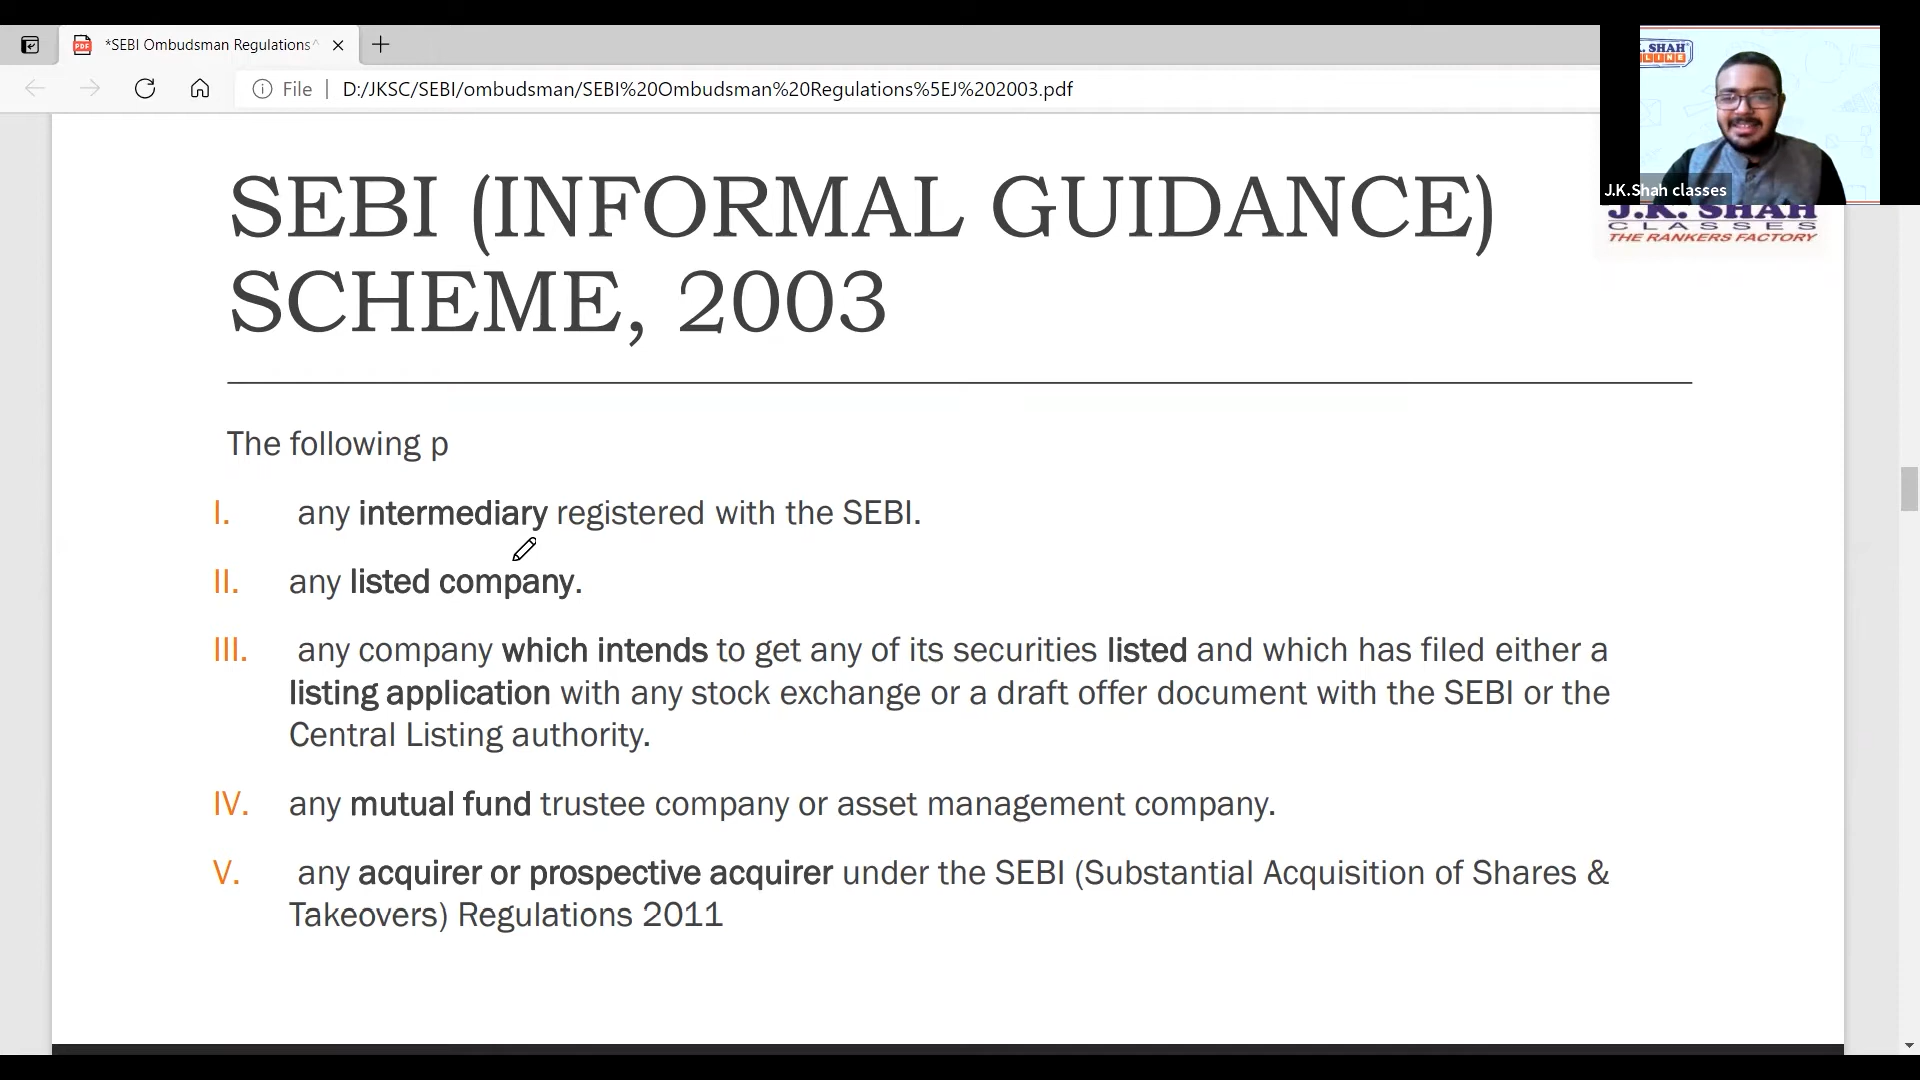 *SEBI Ombudsman Regulations^
File
D:/JKSC/SEBI/ombudsman/SEBI%20Ombudsman%20Regulations%5EJ%202003.pdf
. SHAH
LINE
J.K.Shah classes
J.K. SHAH
CLASSES
THE RANKERS FACTORY
SEBI (INFORMAL GUIDANCE)
SCHEME, 2003
The following p
I. any intermediary registered with the SEBI.
II. any listed company.
III. any company which intends to get any of its securities listed and which has filed either a
listing application with any stock exchange or a draft offer document with the SEBI or the
Central Listing authority.
IV. any mutual fund trustee company or asset management company.
V. any acquirer or prospective acquirer under the SEBI (Substantial Acquisition of Shares &
Takeovers) Regulations 2011